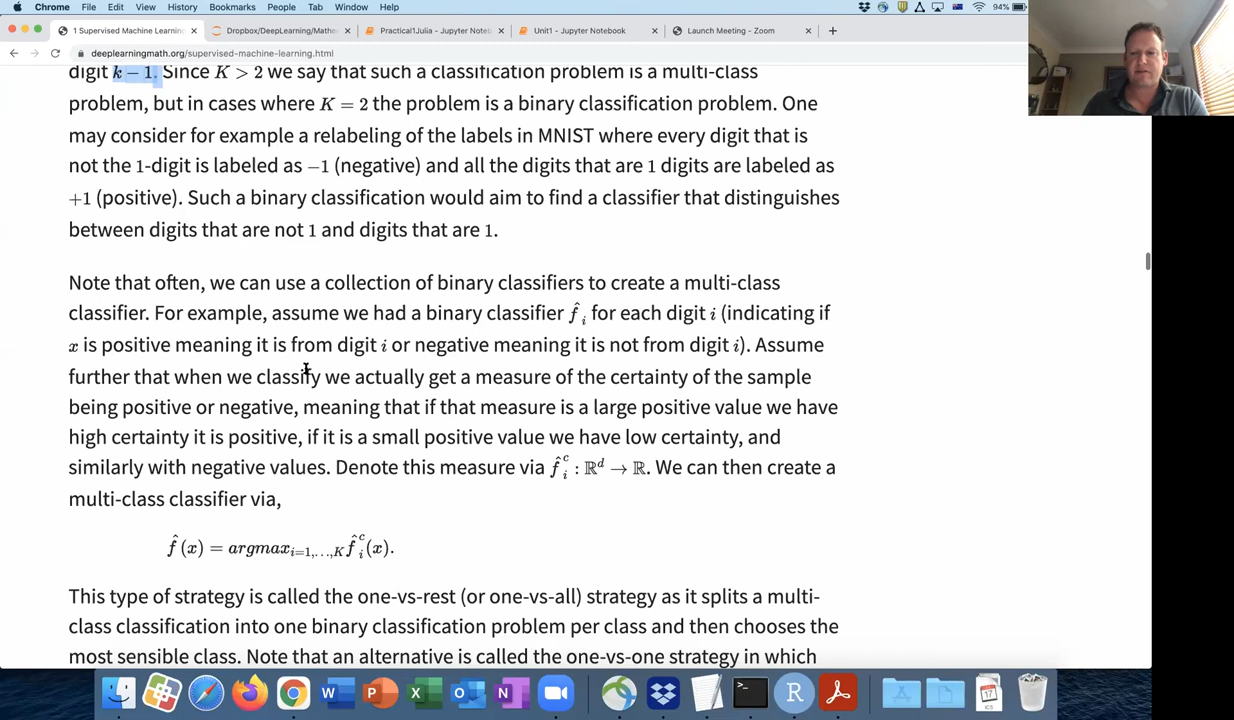 Chrome File Edit View History Bookmarks People Tab Window Help 94%
1 Supervised Machine Learning Dropbox/DeepLearning/Mathe Practical1Julia - Jupyter Noteb Unit1 - Jupyter Notebook Launch Meeting - Zoom
deeplearningmath.org/supervised-machine-learning.html
digit k − 1. Since K > 2 we say that such a classification problem is a multi-class
problem, but in cases where K = 2 the problem is a binary classification problem. One
may consider for example a relabeling of the labels in MNIST where every digit that is
not the 1-digit is labeled as −1 (negative) and all the digits that are 1 digits are labeled as
+1 (positive). Such a binary classification would aim to find a classifier that distinguishes
between digits that are not 1 and digits that are 1.
Note that often, we can use a collection of binary classifiers to create a multi-class
classifier. For example, assume we had a binary classifier f̂_i for each digit i (indicating if
x is positive meaning it is from digit i or negative meaning it is not from digit i). Assume
further that when we classify we actually get a measure of the certainty of the sample
being positive or negative, meaning that if that measure is a large positive value we have
high certainty it is positive, if it is a small positive value we have low certainty, and
similarly with negative values. Denote this measure via f̂_i^c : ℝ^d → ℝ. We can then create a
multi-class classifier via,
f̂(x) = argmax_{i=1,…,K} f̂_i^c(x).
This type of strategy is called the one-vs-rest (or one-vs-all) strategy as it splits a multi-
class classification into one binary classification problem per class and then chooses the
most sensible class. Note that an alternative is called the one-vs-one strategy in which